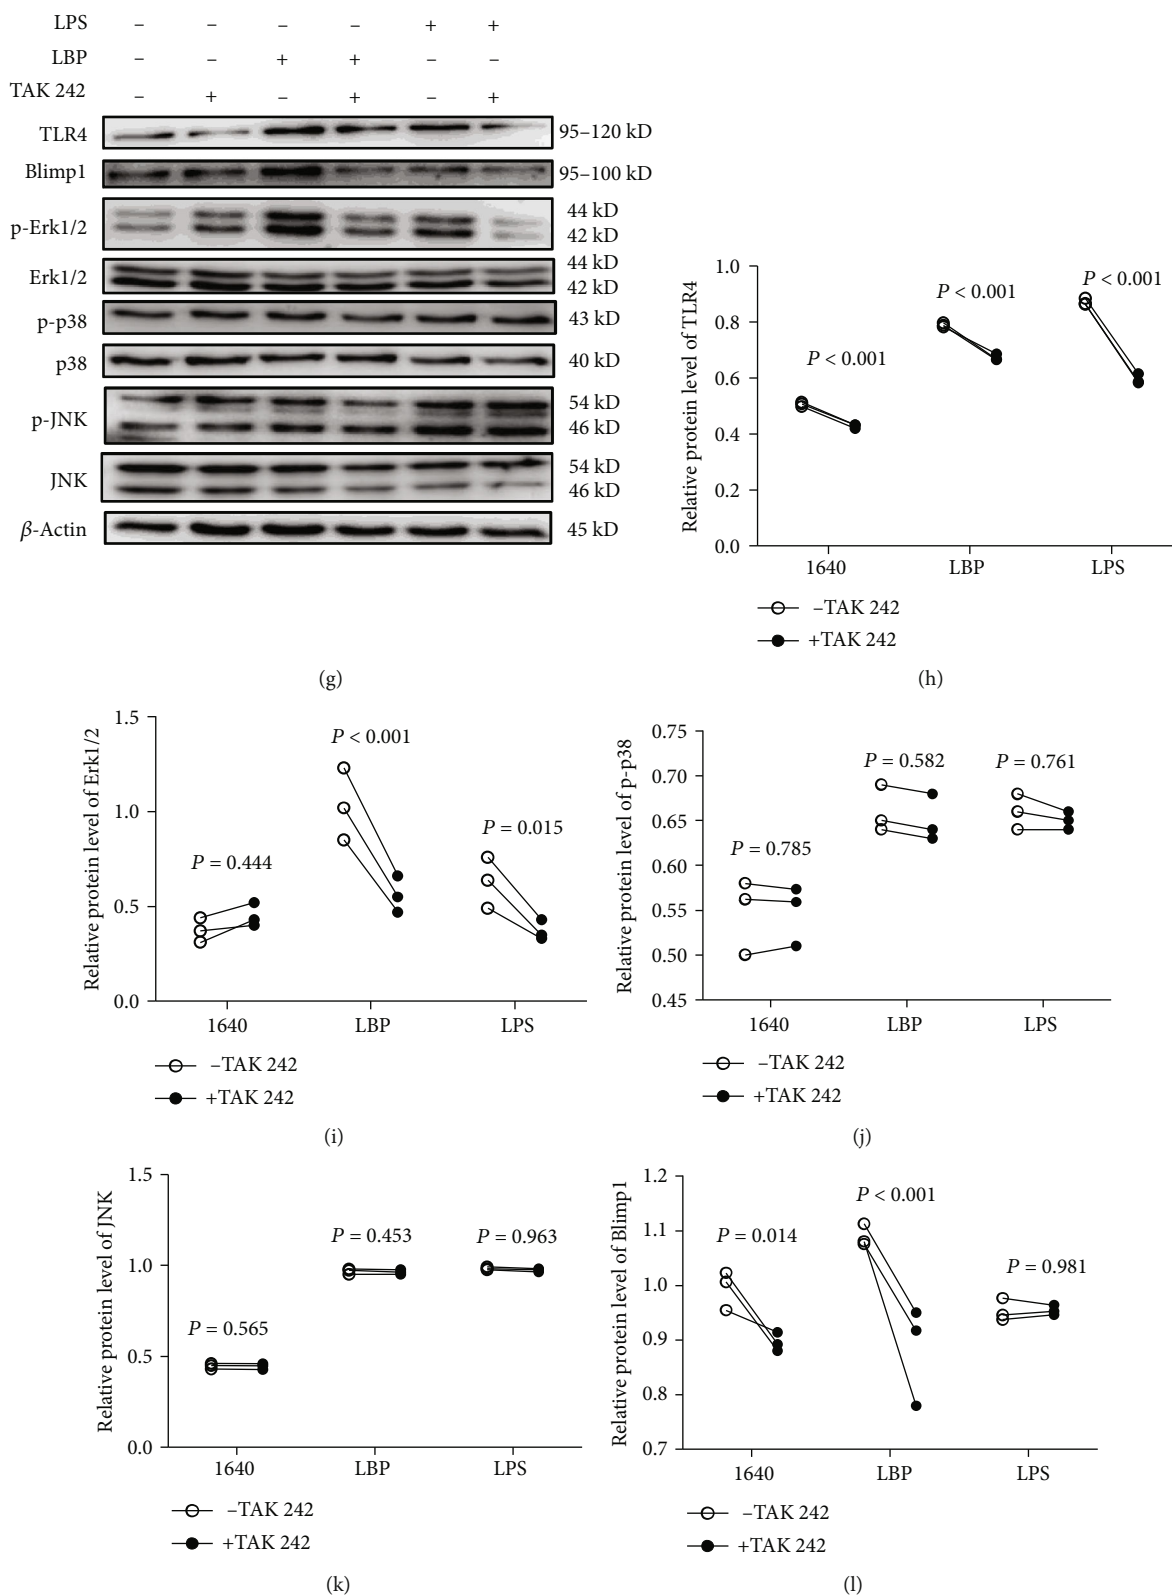 LPS – – – – + +
LBP – – + + – –
TAK 242 – + – + – +
TLR4 95–120 kD
Blimp1 95–100 kD
p-Erk1/2 44 kD
42 kD
Erk1/2 44 kD
42 kD
p-p38 43 kD
p38 40 kD
p-JNK 54 kD
46 kD
JNK 54 kD
46 kD
β-Actin 45 kD
(g)
Relative protein level of TLR4
1.0
0.8
0.6
0.4
0.2
0.0
P < 0.001
P < 0.001
P < 0.001
1640 LBP LPS
–TAK 242
+TAK 242
(h)
Relative protein level of Erk1/2
1.5
1.0
0.5
0.0
P = 0.444
P < 0.001
P = 0.015
1640 LBP LPS
–TAK 242
+TAK 242
(i)
Relative protein level of p-p38
0.75
0.70
0.65
0.60
0.55
0.50
0.45
P = 0.785
P = 0.582
P = 0.761
1640 LBP LPS
–TAK 242
+TAK 242
(j)
Relative protein level of JNK
1.5
1.0
0.5
0.0
P = 0.565
P = 0.453
P = 0.963
1640 LBP LPS
–TAK 242
+TAK 242
(k)
Relative protein level of Blimp1
1.2
1.1
1.0
0.9
0.8
0.7
P = 0.014
P < 0.001
P = 0.981
1640 LBP LPS
–TAK 242
+TAK 242
(l)